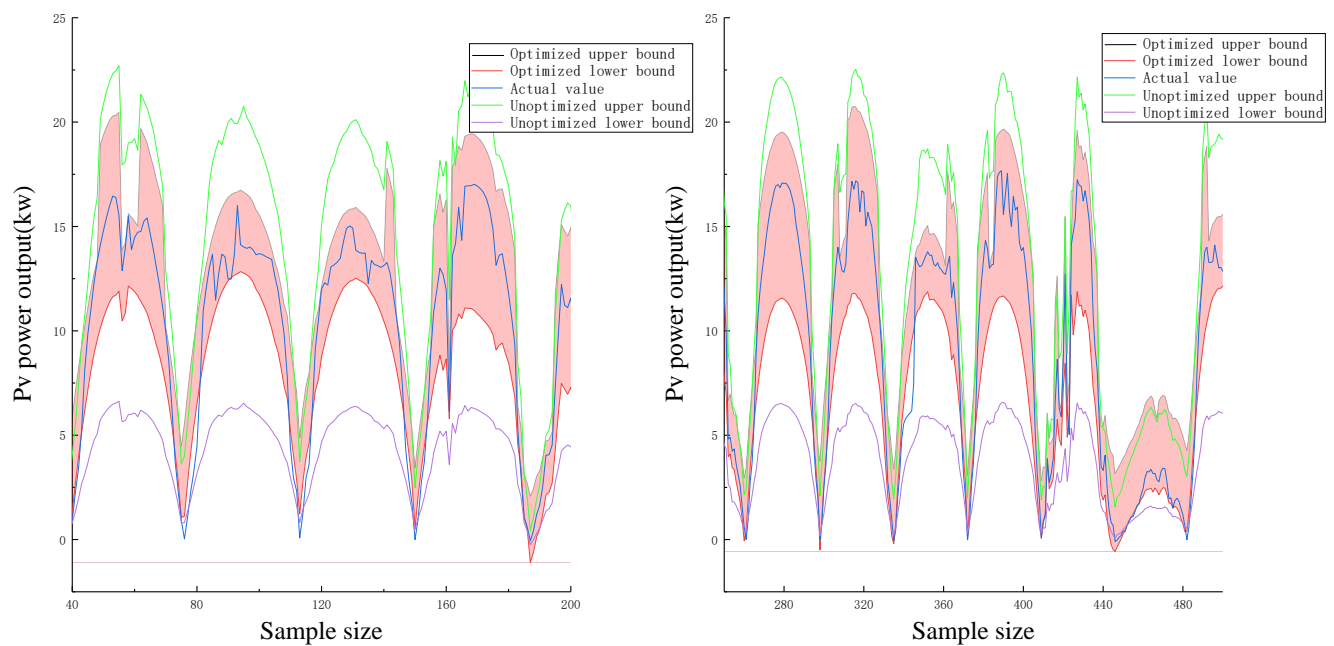 25
20
15
10
5
0
Pv power output(kw)
40
80
120
160
200
Sample size
Optimized upper bound
Optimized lower bound
Actual value
Unoptimized upper bound
Unoptimized lower bound
25
20
15
10
5
0
Pv power output(kw)
280
320
360
400
440
480
Sample size
Optimized upper bound
Optimized lower bound
Actual value
Unoptimized upper bound
Unoptimized lower bound